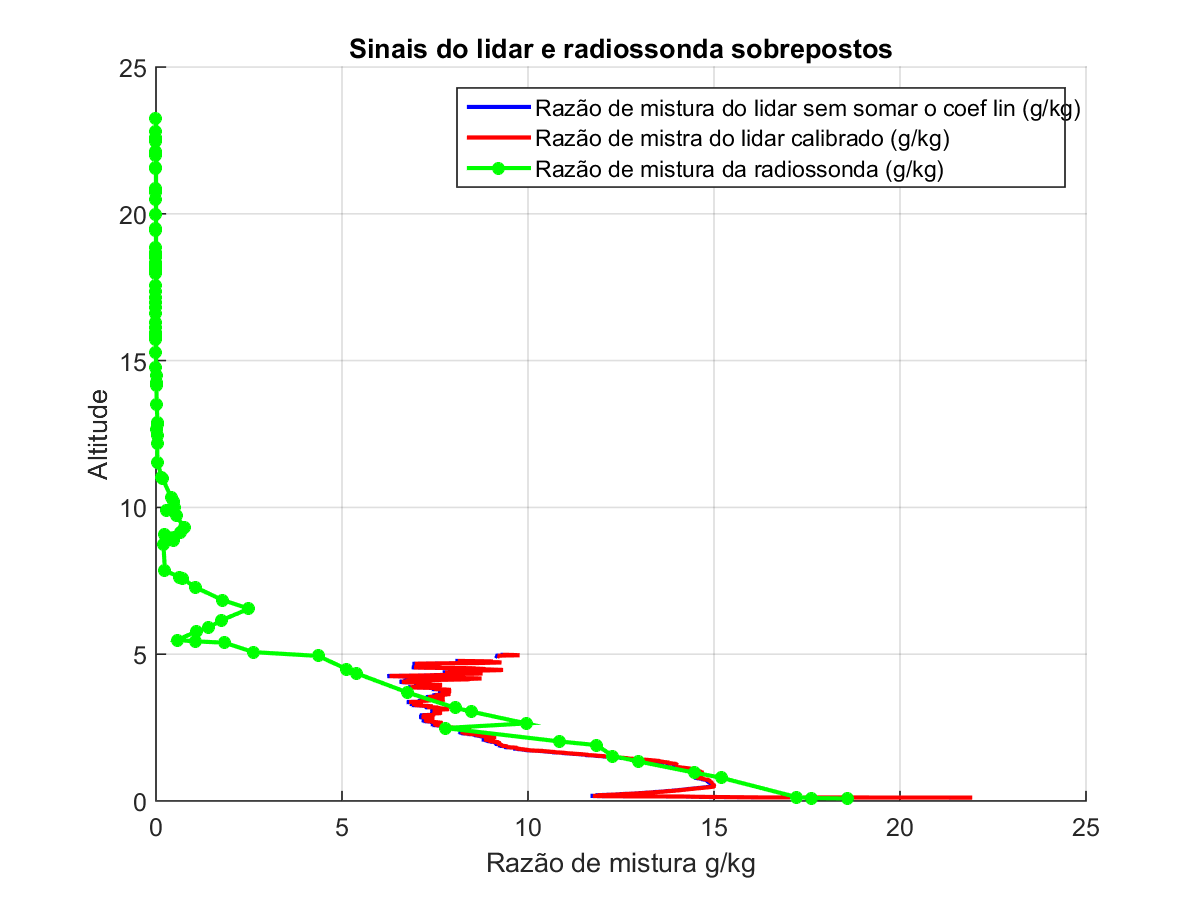 Sinais do lidar e radiossonda sobrepostos
25
Razão de mistura do lidar sem somar o coef lin (g/kg)
Razão de mistra do lidar calibrado (g/kg)
Razão de mistura da radiossonda (g/kg)
20
15
Altitude
10
5
0
0 5 10 15 20 25
Razão de mistura g/kg